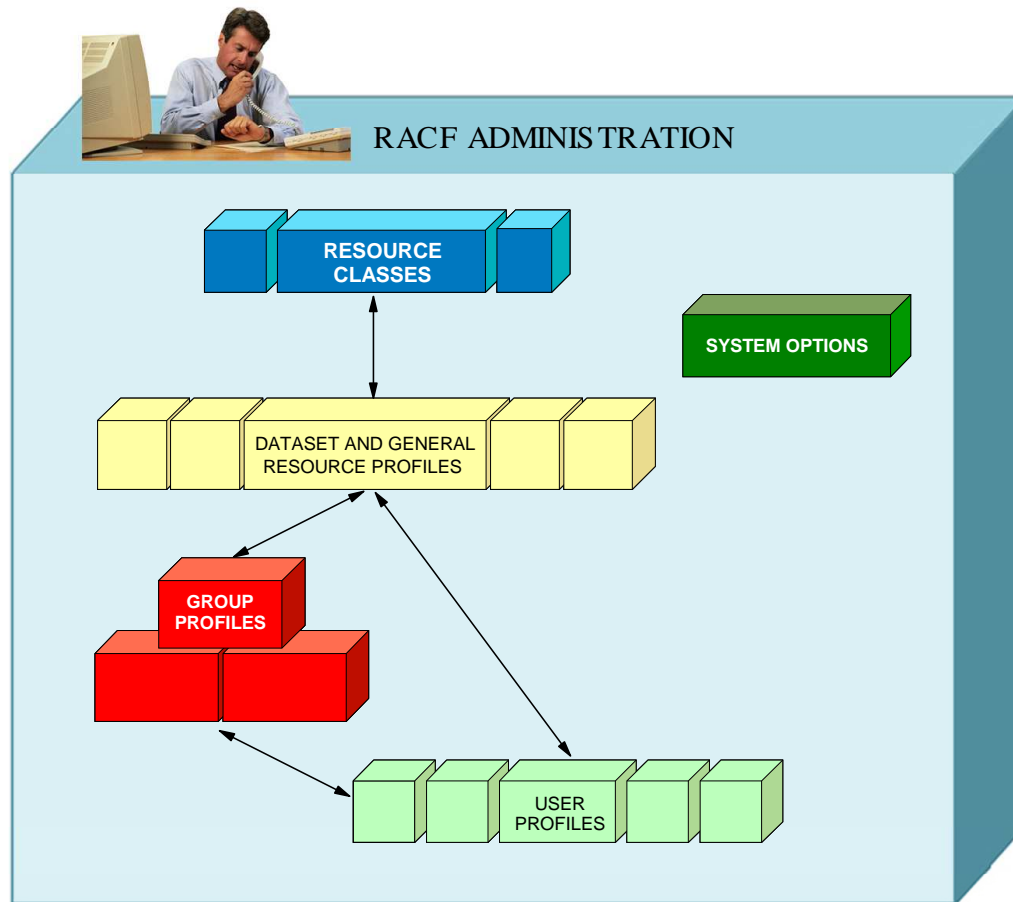 RACF ADMINISTRATION
RESOURCE
CLASSES
SYSTEM OPTIONS
DATASET AND GENERAL
RESOURCE PROFILES
GROUP
PROFILES
USER
PROFILES